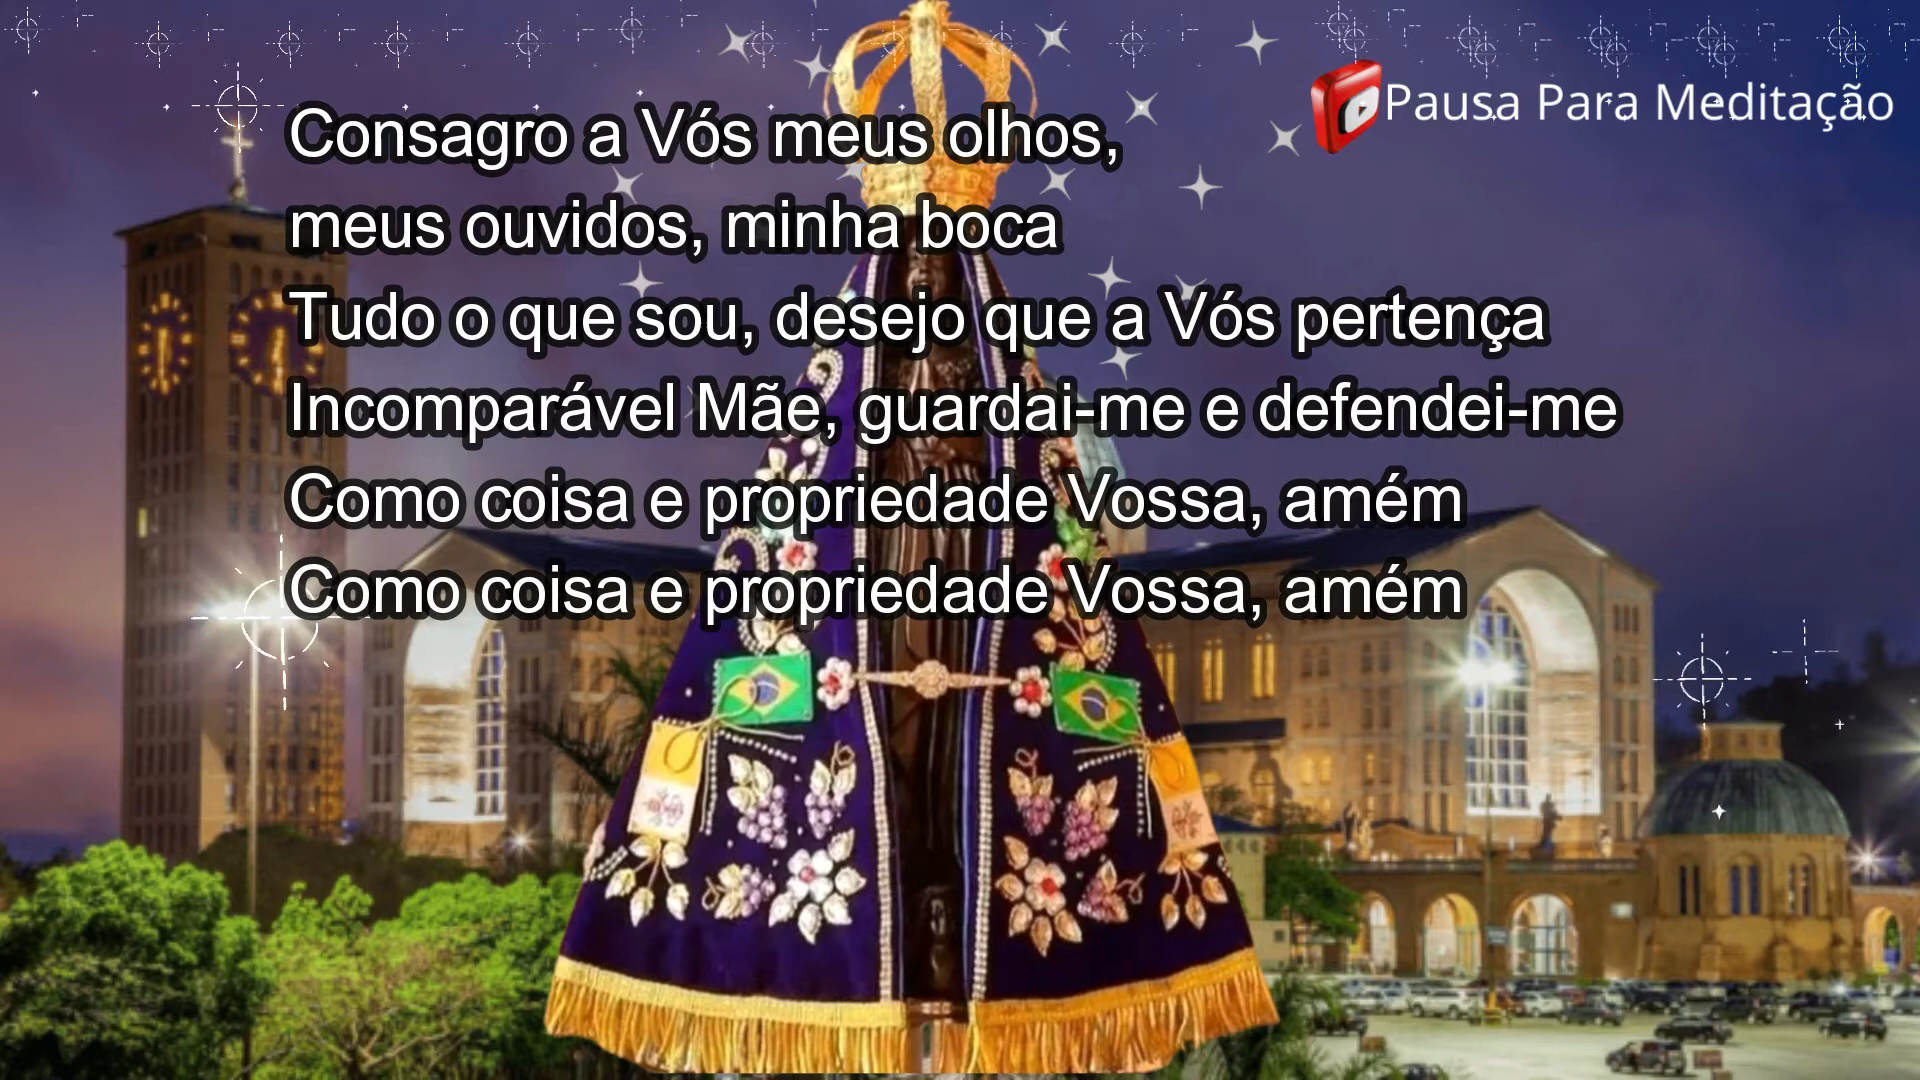 Pausa Para Meditação
Consagro a Vós meus olhos,
meus ouvidos, minha boca
Tudo o que sou, desejo que a Vós pertença
Incomparável Mãe, guardai-me e defendei-me
Como coisa e propriedade Vossa, amém
Como coisa e propriedade Vossa, amém